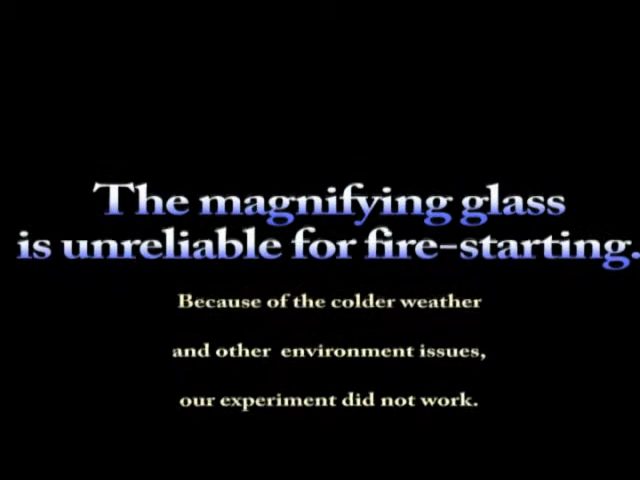 The magnifying glass
is unreliable for fire-starting.
Because of the colder weather
and other environment issues,
our experiment did not work.